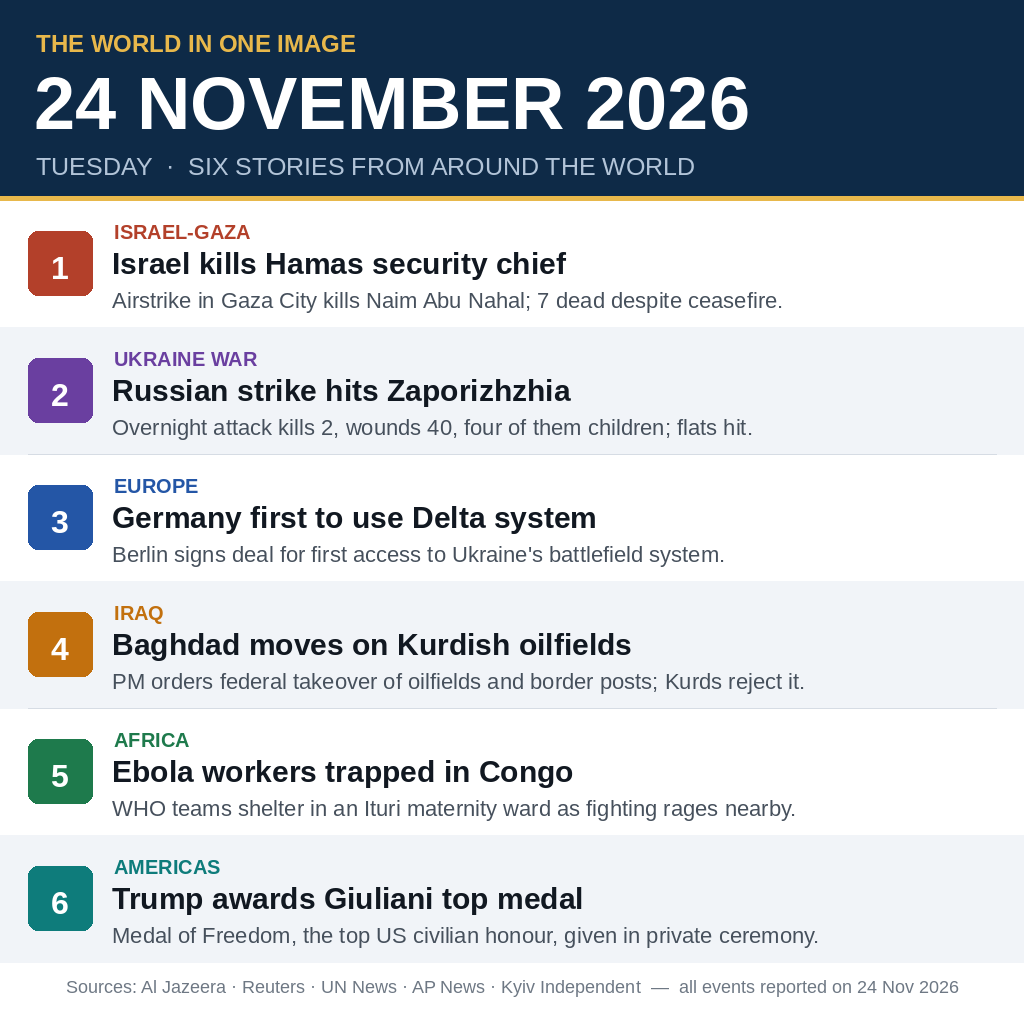 THE WORLD IN ONE IMAGE
24 NOVEMBER 2026
TUESDAY · SIX STORIES FROM AROUND THE WORLD
1
ISRAEL-GAZA
Israel kills Hamas security chief
Airstrike in Gaza City kills Naim Abu Nahal; 7 dead despite ceasefire.
2
UKRAINE WAR
Russian strike hits Zaporizhzhia
Overnight attack kills 2, wounds 40, four of them children; flats hit.
3
EUROPE
Germany first to use Delta system
Berlin signs deal for first access to Ukraine's battlefield system.
4
IRAQ
Baghdad moves on Kurdish oilfields
PM orders federal takeover of oilfields and border posts; Kurds reject it.
5
AFRICA
Ebola workers trapped in Congo
WHO teams shelter in an Ituri maternity ward as fighting rages nearby.
6
AMERICAS
Trump awards Giuliani top medal
Medal of Freedom, the top US civilian honour, given in private ceremony.
Sources: Al Jazeera · Reuters · UN News · AP News · Kyiv Independent — all events reported on 24 Nov 2026